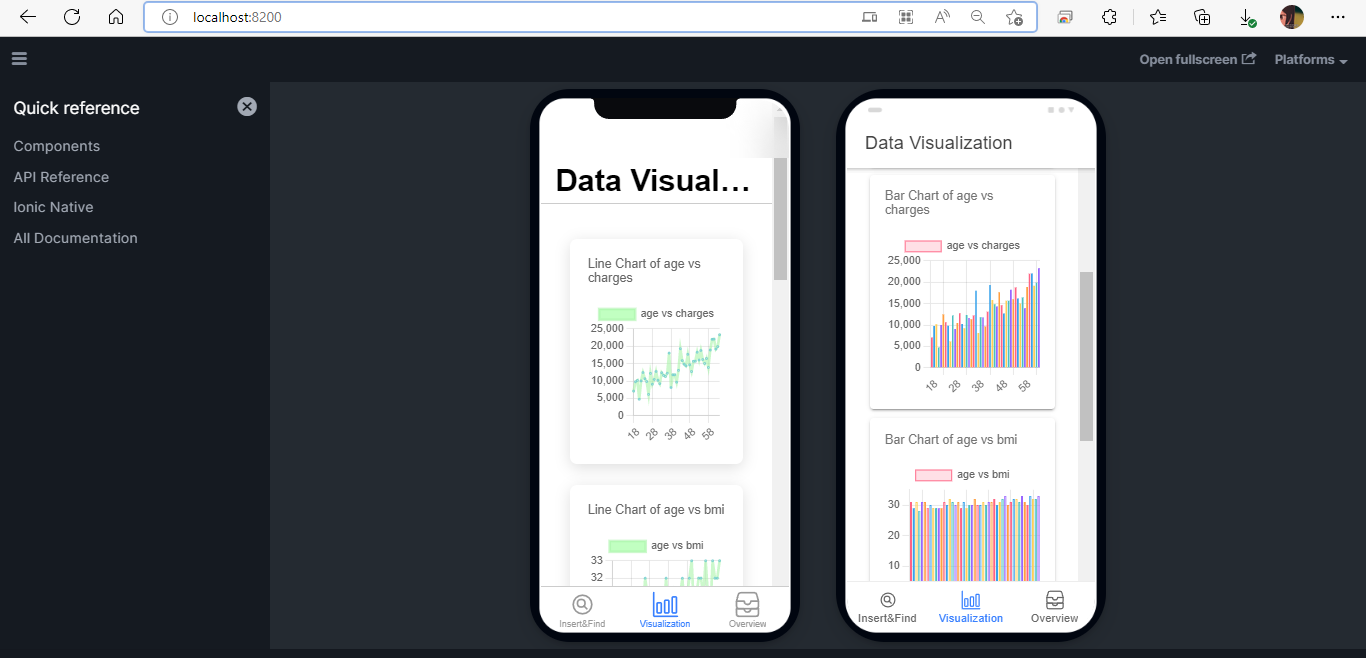 localhost:8200
Open fullscreen
Platforms
Quick reference
Components
API Reference
Ionic Native
All Documentation
Data Visual...
Line Chart of age vs
charges
age vs charges
25,000
20,000
15,000
10,000
5,000
0
18 28 38 48 58
Line Chart of age vs bmi
age vs bmi
33
32
Insert&Find Visualization Overview
Data Visualization
Bar Chart of age vs
charges
age vs charges
25,000
20,000
15,000
10,000
5,000
0
18 28 38 48 58
Bar Chart of age vs bmi
age vs bmi
30
20
10
Insert&Find Visualization Overview